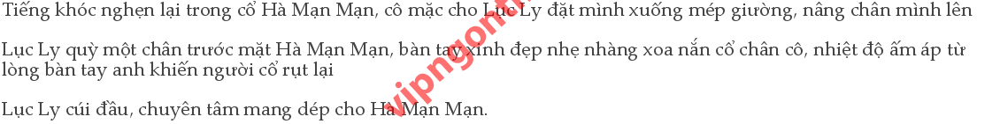 Tiếng khóc nghẹn lại trong cổ Hà Mạn Mạn, cô mặc cho Lục Ly đặt mình xuống mép giường, nâng chân mình lên
Lục Ly quỳ một chân trước mặt Hà Mạn Mạn, bàn tay xinh đẹp nhẹ nhàng xoa nắn cổ chân cô, nhiệt độ ấm áp từ
lòng bàn tay anh khiến người cổ rụt lại
Lục Ly cúi đầu, chuyên tâm mang dép cho Hà Mạn Mạn.